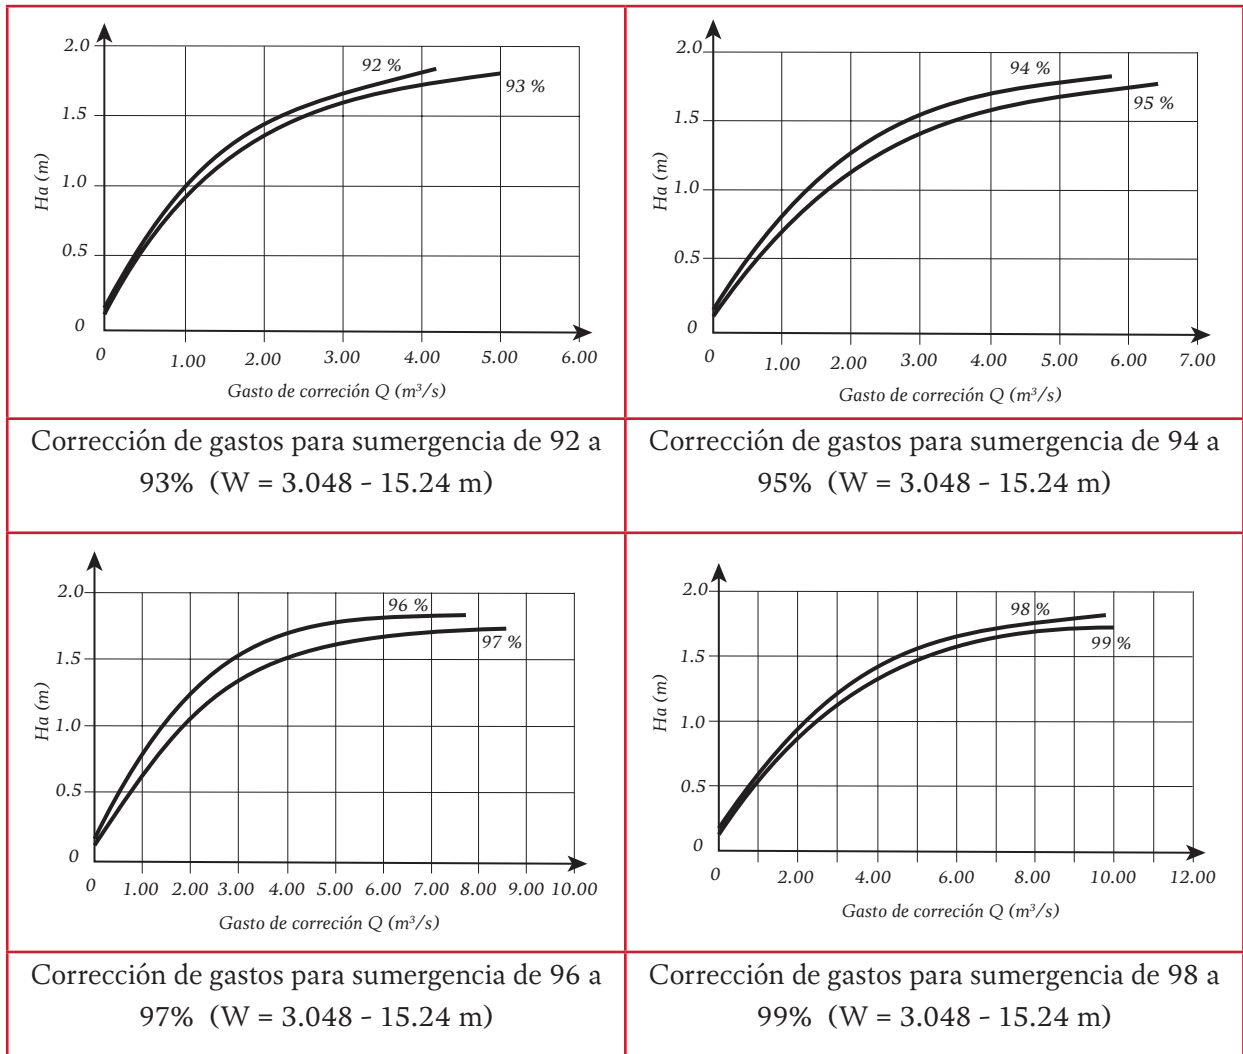 2.0
1.5
1.0
0.5
0
Ha (m)
92 %
93 %
0 1.00 2.00 3.00 4.00 5.00 6.00
Gasto de correción Q (m³/s)
Corrección de gastos para sumergencia de 92 a
93% (W = 3.048 - 15.24 m)
2.0
1.5
1.0
0.5
0
Ha (m)
94 %
95 %
0 1.00 2.00 3.00 4.00 5.00 6.00 7.00
Gasto de correción Q (m³/s)
Corrección de gastos para sumergencia de 94 a
95% (W = 3.048 - 15.24 m)
2.0
1.5
1.0
0.5
0
Ha (m)
96 %
97 %
0 1.00 2.00 3.00 4.00 5.00 6.00 7.00 8.00 9.00 10.00
Gasto de correción Q (m³/s)
Corrección de gastos para sumergencia de 96 a
97% (W = 3.048 - 15.24 m)
2.0
1.5
1.0
0.5
0
Ha (m)
98 %
99 %
0 2.00 4.00 6.00 8.00 10.00 12.00
Gasto de correción Q (m³/s)
Corrección de gastos para sumergencia de 98 a
99% (W = 3.048 - 15.24 m)